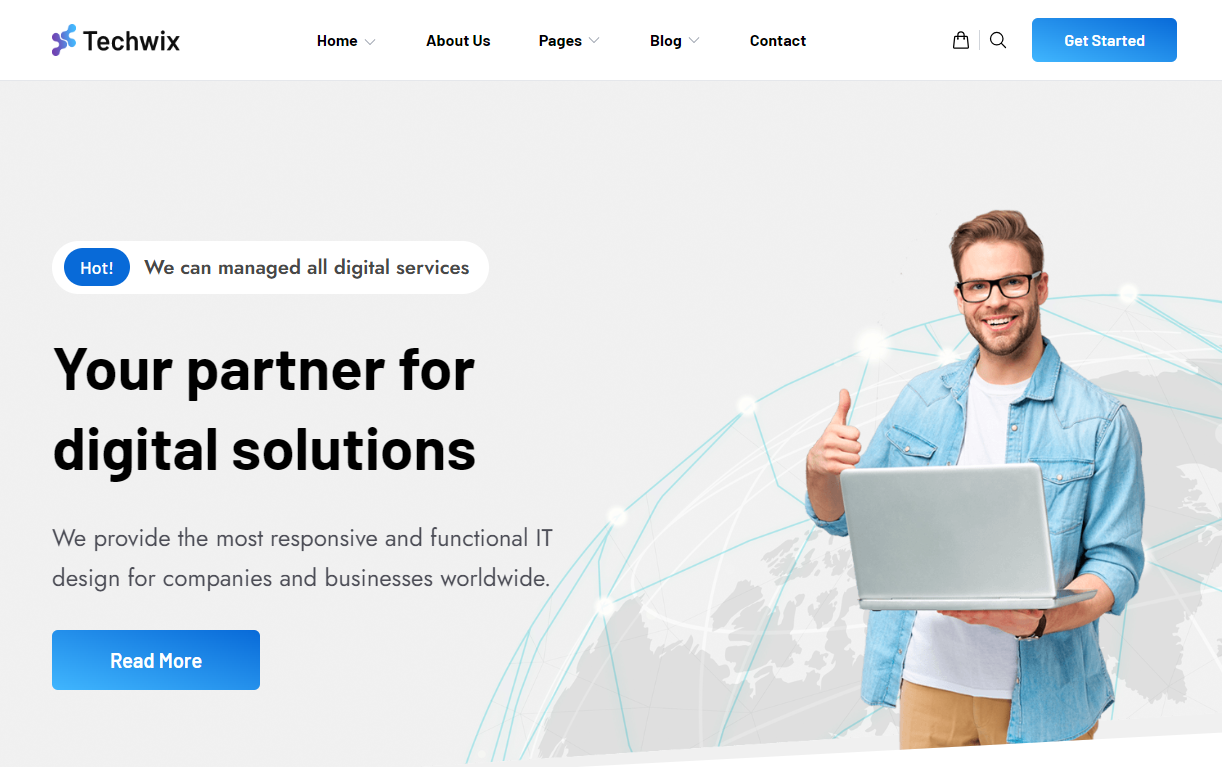 Techwix
Home
About Us
Pages
Blog
Contact
Get Started
Hot!
We can managed all digital services
Your partner for
digital solutions
We provide the most responsive and functional IT
design for companies and businesses worldwide.
Read More